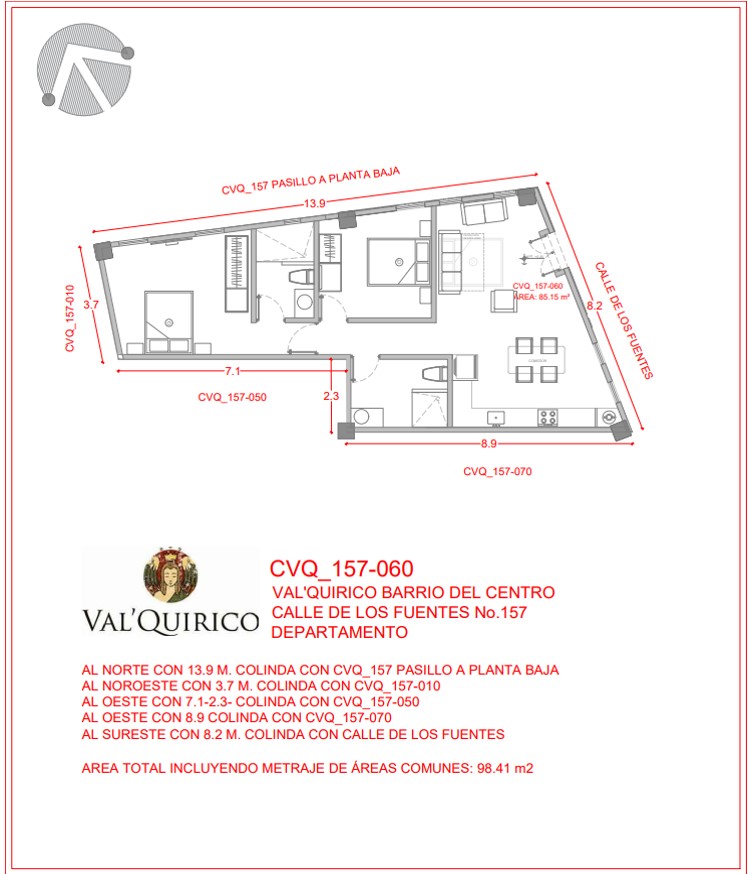 CVQ_157 PASILLO A PLANTA BAJA
13.9
CVQ_157-010
3.7
CVQ_157-060
ÁREA: 85.15 m²
CALLE DE LOS FUENTES
8.2
7.1
CVQ_157-050
2.3
8.9
CVQ_157-070
VAL'QUIRICO
CVQ_157-060
VAL'QUIRICO BARRIO DEL CENTRO
CALLE DE LOS FUENTES No.157
DEPARTAMENTO
AL NORTE CON 13.9 M. COLINDA CON CVQ_157 PASILLO A PLANTA BAJA
AL NOROESTE CON 3.7 M. COLINDA CON CVQ_157-010
AL OESTE CON 7.1-2.3- COLINDA CON CVQ_157-050
AL OESTE CON 8.9 COLINDA CON CVQ_157-070
AL SURESTE CON 8.2 M. COLINDA CON CALLE DE LOS FUENTES
AREA TOTAL INCLUYENDO METRAJE DE ÁREAS COMUNES: 98.41 m2